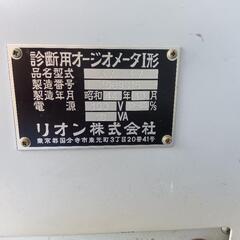 診断用オージオメータI形
型式
製造番号
製造年月 昭和 年 月
電源 V
VA
リオン株式会社
東京都国分寺市東元町3丁目20番41号